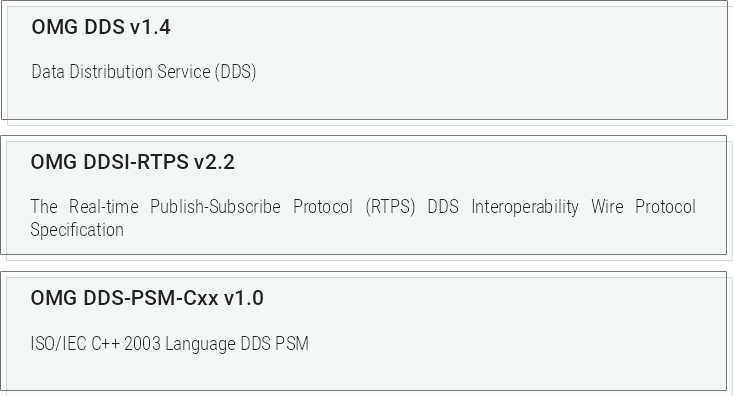 OMG DDS v1.4
Data Distribution Service (DDS)
OMG DDSI-RTPS v2.2
The Real-time Publish-Subscribe Protocol (RTPS) DDS Interoperability Wire Protocol
Specification
OMG DDS-PSM-Cxx v1.0
ISO/IEC C++ 2003 Language DDS PSM